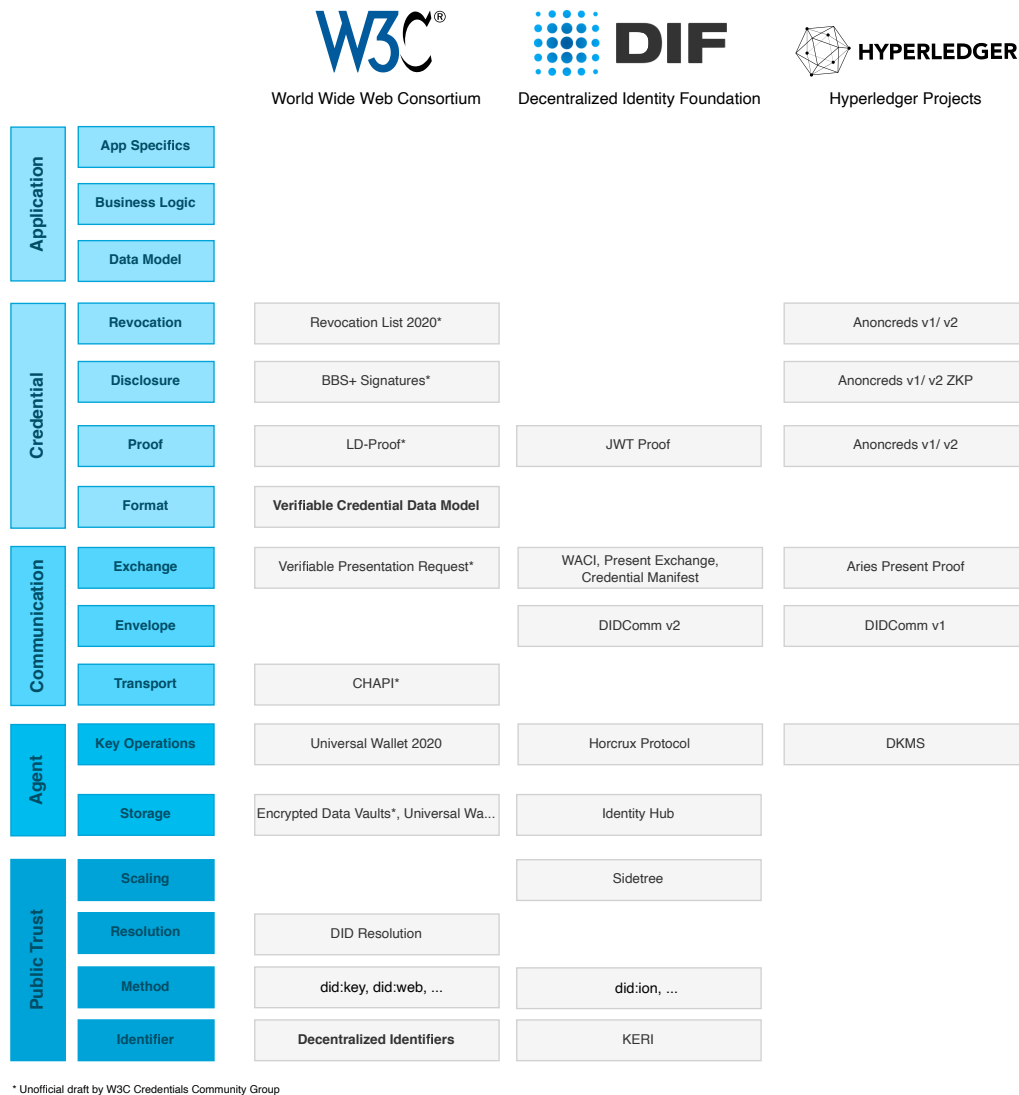 W3C®
DIF
HYPERLEDGER
World Wide Web Consortium
Decentralized Identity Foundation
Hyperledger Projects
Application
App Specifics
Business Logic
Data Model
Credential
Revocation
Revocation List 2020*
Anoncreds v1/ v2
Disclosure
BBS+ Signatures*
Anoncreds v1/ v2 ZKP
Proof
LD-Proof*
JWT Proof
Anoncreds v1/ v2
Format
Verifiable Credential Data Model
Communication
Exchange
Verifiable Presentation Request*
WACI, Present Exchange,
Credential Manifest
Aries Present Proof
Envelope
DIDComm v2
DIDComm v1
Transport
CHAPI*
Agent
Key Operations
Universal Wallet 2020
Horcrux Protocol
DKMS
Storage
Encrypted Data Vaults*, Universal Wa...
Identity Hub
Public Trust
Scaling
Sidetree
Resolution
DID Resolution
Method
did:key, did:web, ...
did:ion, ...
Identifier
Decentralized Identifiers
KERI
* Unofficial draft by W3C Credentials Community Group